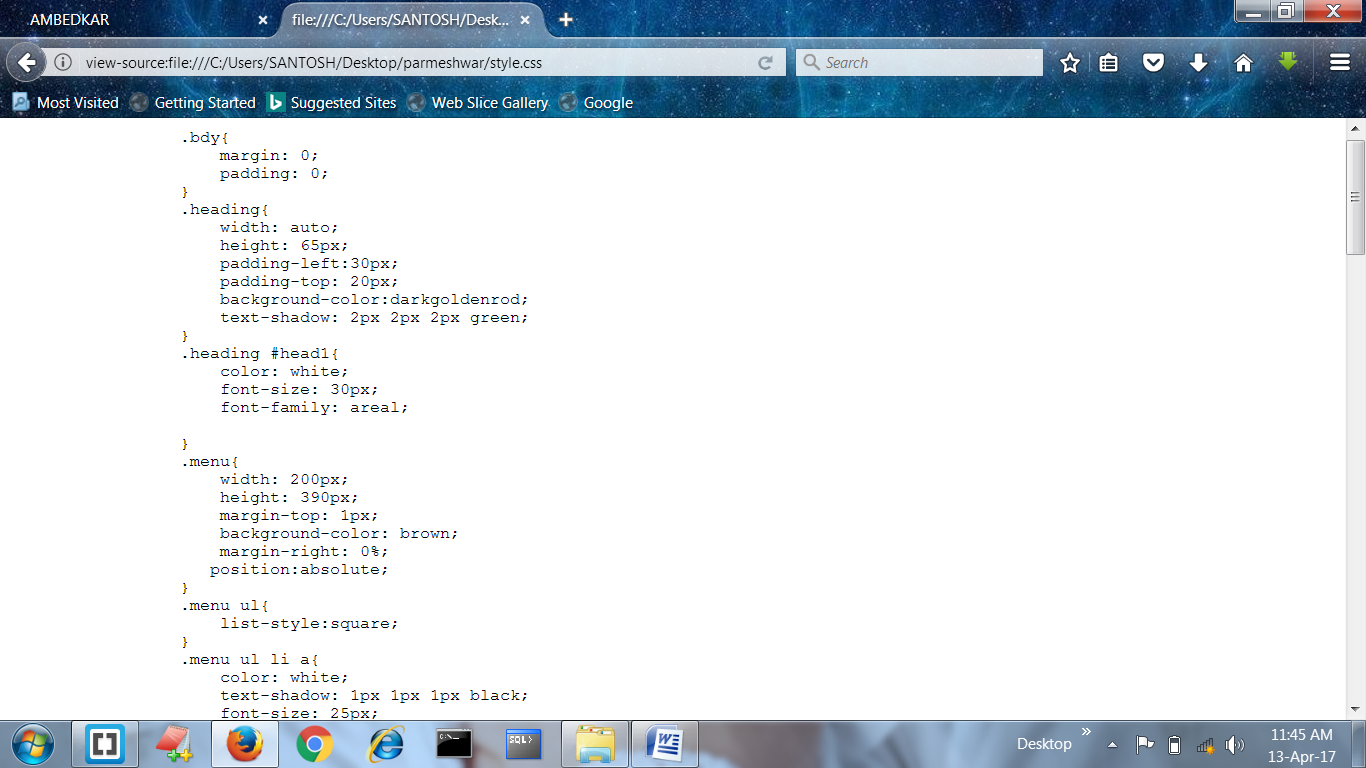 AMBEDKAR
file:///C:/Users/SANTOSH/Desk...
view-source:file:///C:/Users/SANTOSH/Desktop/parmeshwar/style.css
Search
Most Visited
Getting Started
Suggested Sites
Web Slice Gallery
Google
.bdy{
    margin: 0;
    padding: 0;
}
.heading{
    width: auto;
    height: 65px;
    padding-left:30px;
    padding-top: 20px;
    background-color:darkgoldenrod;
    text-shadow: 2px 2px 2px green;
}
.heading #head1{
    color: white;
    font-size: 30px;
    font-family: areal;

}
.menu{
    width: 200px;
    height: 390px;
    margin-top: 1px;
    background-color: brown;
    margin-right: 0%;
   position:absolute;
}
.menu ul{
    list-style:square;
}
.menu ul li a{
    color: white;
    text-shadow: 1px 1px 1px black;
    font-size: 25px;
C:\_
SQL>
W
Desktop
»
11:45 AM
13-Apr-17